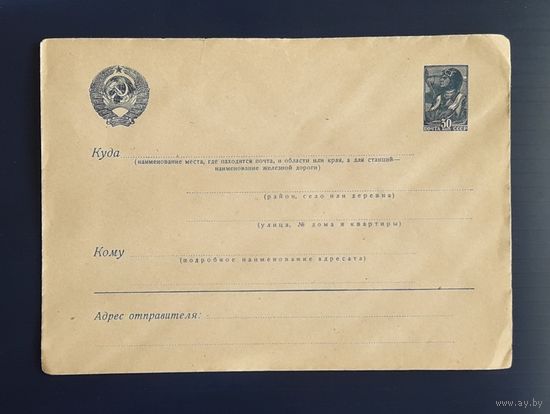 30
ПОЧТА СССР
Куда
(наименование места, где находится почта, и области или края, а для станций—
наименование железной дороги)
(район, село или деревня)
(улица, № дома и квартиры)
Кому
(подробное наименование адресата)
Адрес отправителя:
www.ay.by